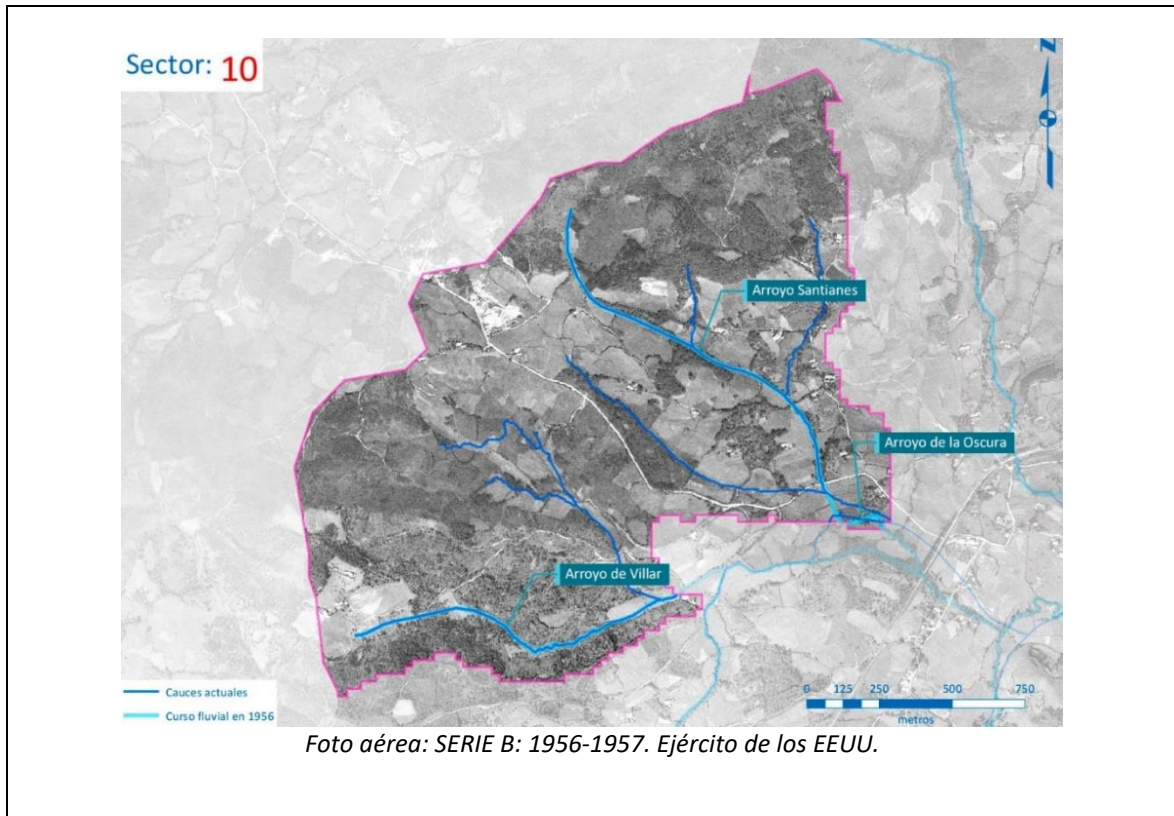 Sector: 10
N
Arroyo Santianes
Arroyo de la Oscura
Arroyo de Villar
Cauces actuales
Curso fluvial en 1956
0 125 250 500 750
metros
Foto aérea: SERIE B: 1956-1957. Ejército de los EEUU.